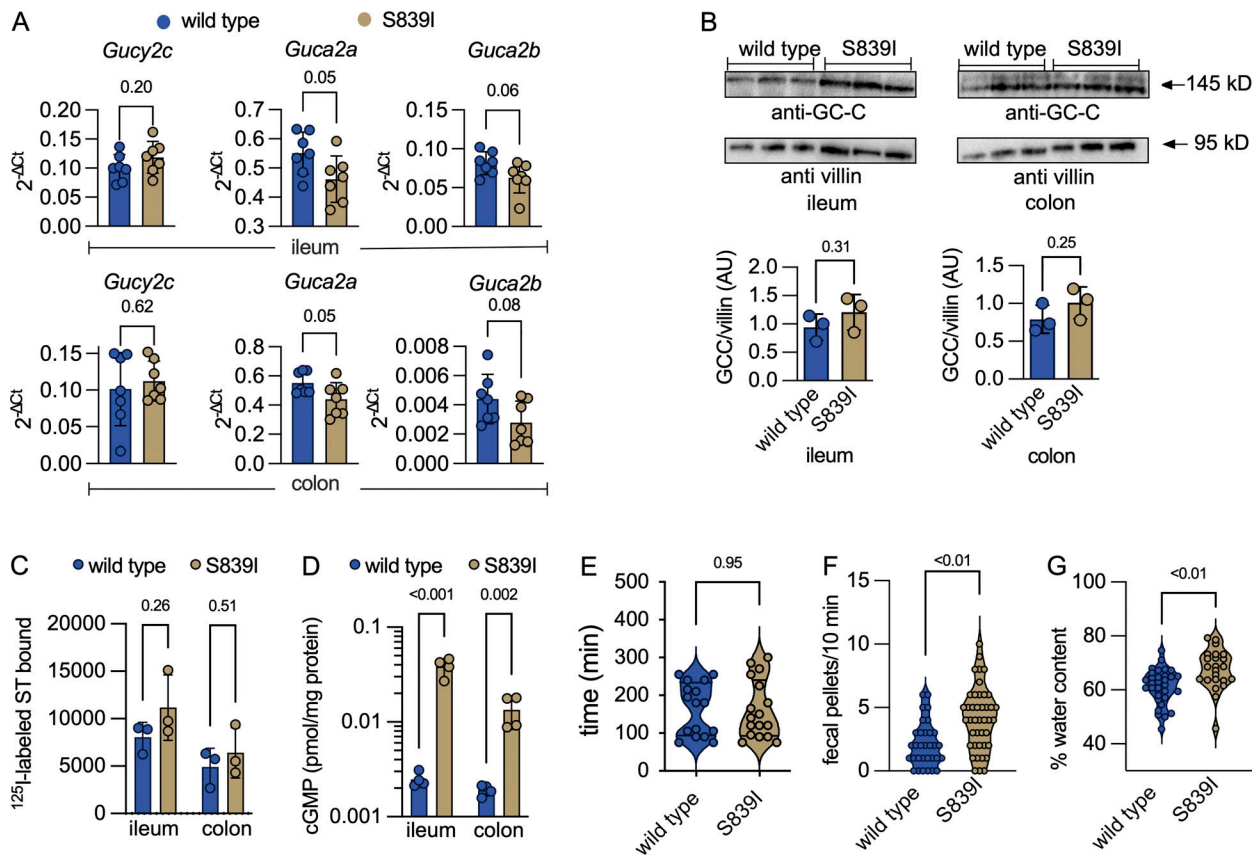 A
wild type
S839I
Gucy2c
Guca2a
Guca2b
0.20
0.05
0.06
2-ΔCt
0.20
0.15
0.10
0.05
0.00
2-ΔCt
0.7
0.6
0.5
0.4
0.3
2-ΔCt
0.15
0.10
0.05
0.00
ileum
Gucy2c
Guca2a
Guca2b
0.62
0.05
0.08
2-ΔCt
0.15
0.10
0.05
0.00
2-ΔCt
0.8
0.6
0.4
0.2
0.0
2-ΔCt
0.008
0.006
0.004
0.002
0.000
colon
B
wild type
S839I
wild type
S839I
145 kD
anti-GC-C
anti-GC-C
95 kD
anti villin
anti villin
ileum
colon
0.31
0.25
GCC/villin (AU)
2.0
1.5
1.0
0.5
0.0
wild type
S839I
ileum
GCC/villin (AU)
1.5
1.0
0.5
0.0
wild type
S839I
colon
C
wild type
S839I
0.26
0.51
125I-labeled ST bound
20000
15000
10000
5000
0
ileum
colon
D
wild type
S839I
<0.001
0.002
cGMP (pmol/mg protein)
0.1
0.01
0.001
ileum
colon
E
0.95
time (min)
500
400
300
200
100
0
wild type
S839I
F
<0.01
fecal pellets/10 min
15
10
5
0
wild type
S839I
G
<0.01
% water content
100
80
60
40
wild type
S839I